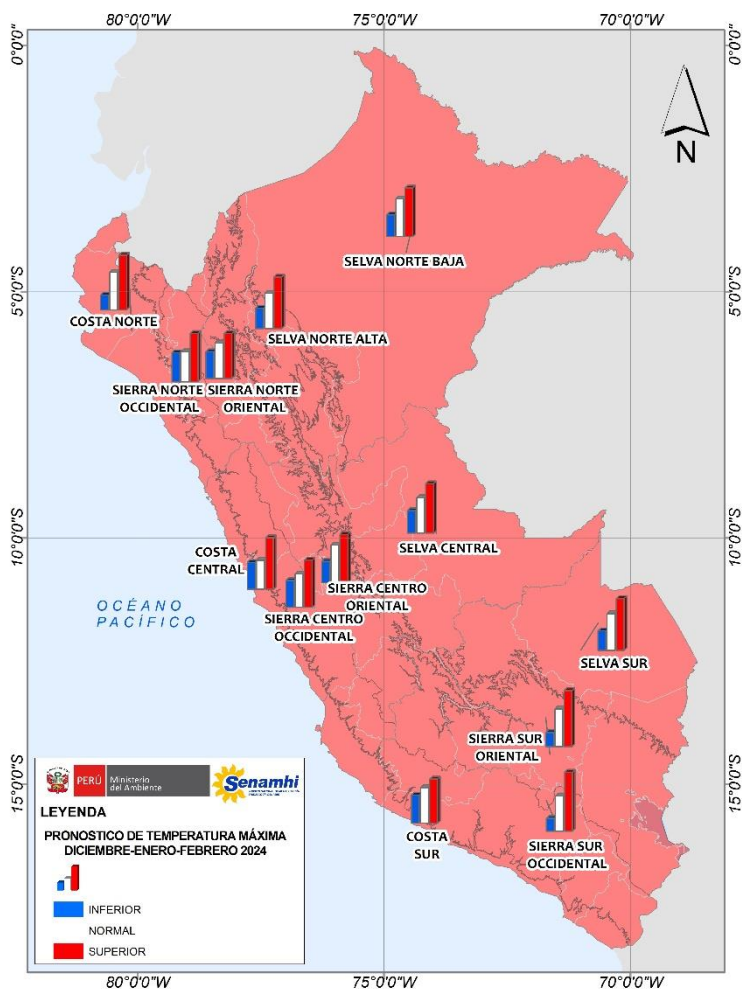 80°0'0"W 75°0'0"W 70°0'0"W
0°0'0" 0°0'0"
N
SELVA NORTE BAJA
5°0'0"S 5°0'0"S
COSTA NORTE
SELVA NORTE ALTA
SIERRA NORTE
OCCIDENTAL
SIERRA NORTE
ORIENTAL
10°0'0"S 10°0'0"S
SELVA CENTRAL
COSTA
CENTRAL
SIERRA CENTRO
ORIENTAL
SIERRA CENTRO
OCCIDENTAL
OCÉANO
PACÍFICO
SELVA SUR
SIERRA SUR
ORIENTAL
15°0'0"S 15°0'0"S
COSTA
SUR
SIERRA SUR
OCCIDENTAL
PERÚ
Ministerio
del Ambiente
Senamhi
LEYENDA
PRONOSTICO DE TEMPERATURA MÁXIMA
DICIEMBRE-ENERO-FEBRERO 2024
INFERIOR
NORMAL
SUPERIOR
80°0'0"W 75°0'0"W 70°0'0"W